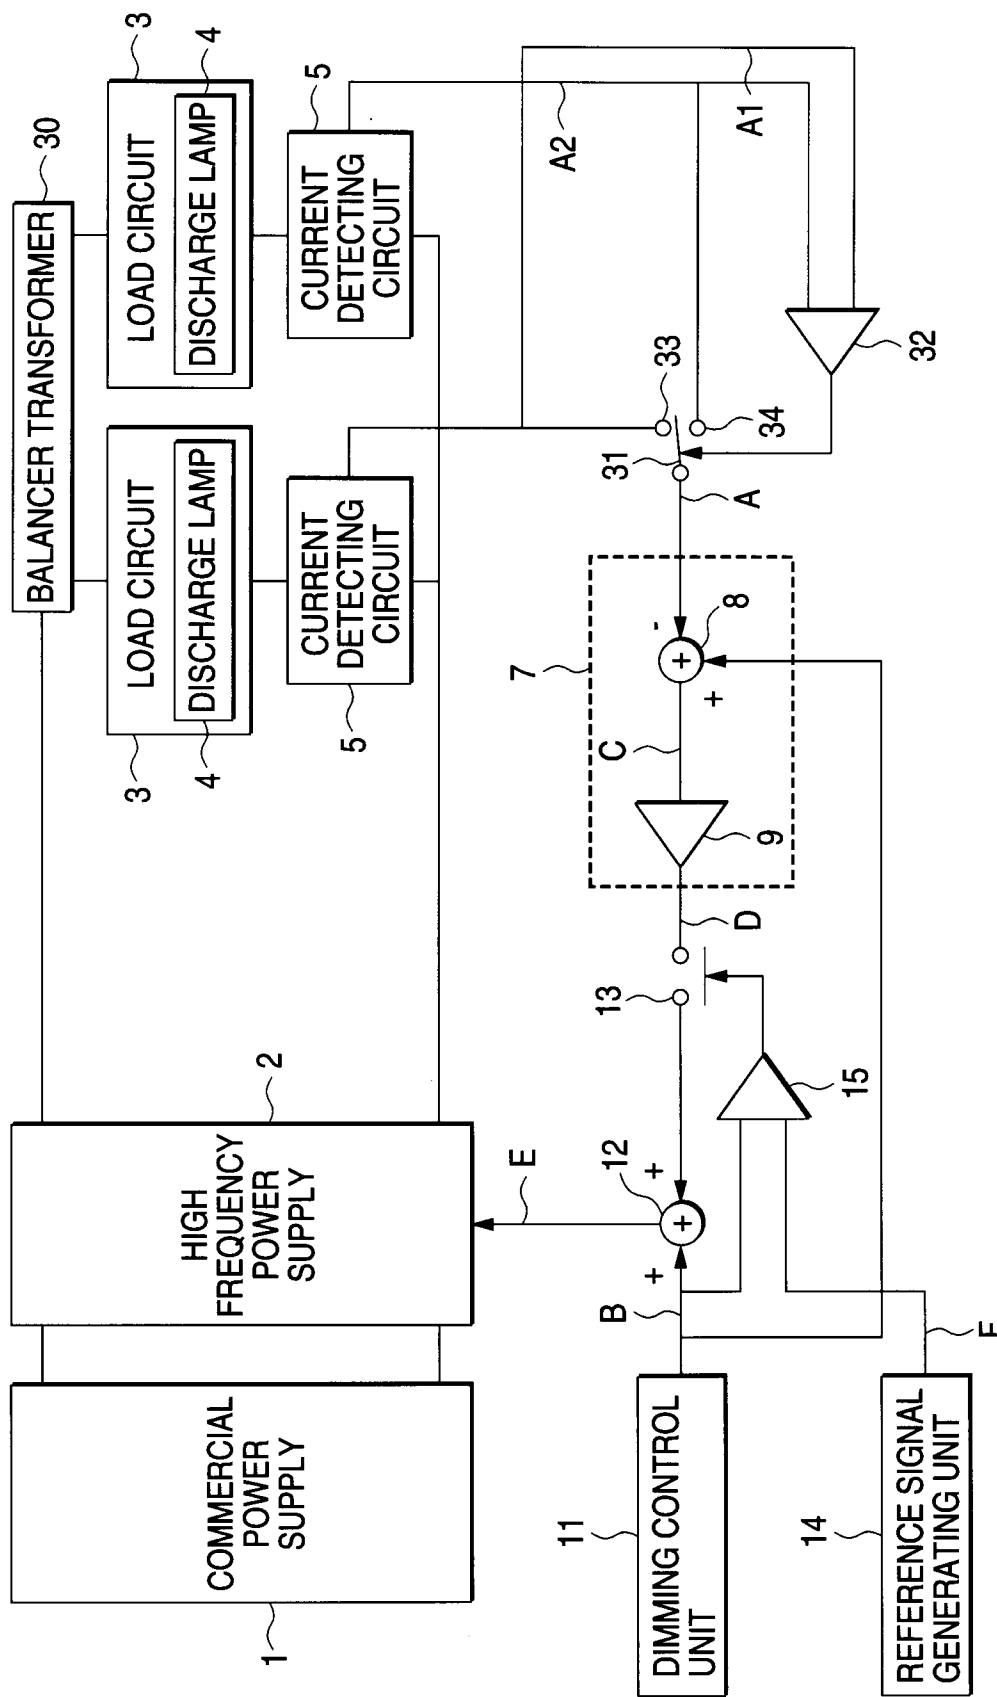 BALANCER TRANSFORMER
30
COMMERCIAL
POWER
SUPPLY
1
HIGH
FREQUENCY
POWER
SUPPLY
2
LOAD CIRCUIT
DISCHARGE LAMP
3
4
LOAD CIRCUIT
DISCHARGE LAMP
3
4
CURRENT
DETECTING
CIRCUIT
5
CURRENT
DETECTING
CIRCUIT
5
A2
A1
33
34
31
32
A
7
8
-
+
+
C
9
D
13
E
12
+
+
+
B
15
DIMMING CONTROL
UNIT
11
REFERENCE SIGNAL
GENERATING UNIT
14
F